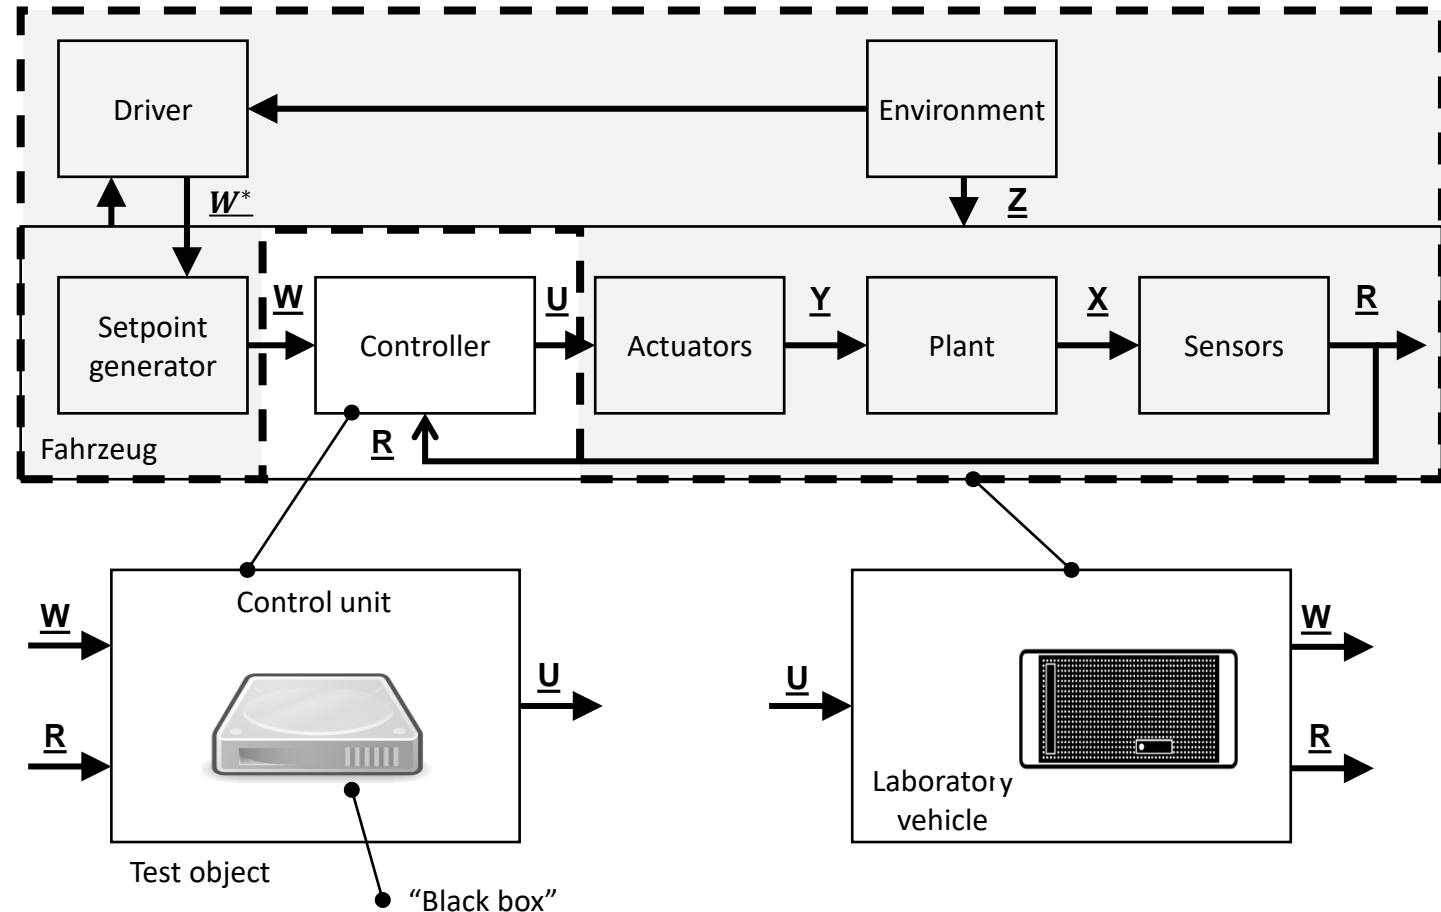 Driver
Environment
W*
Z
Setpoint
generator
W
Controller
U
Actuators
Y
Plant
X
Sensors
R
R
Fahrzeug
Control unit
W
R
U
Test object
“Black box”
U
Laboratory
vehicle
W
R